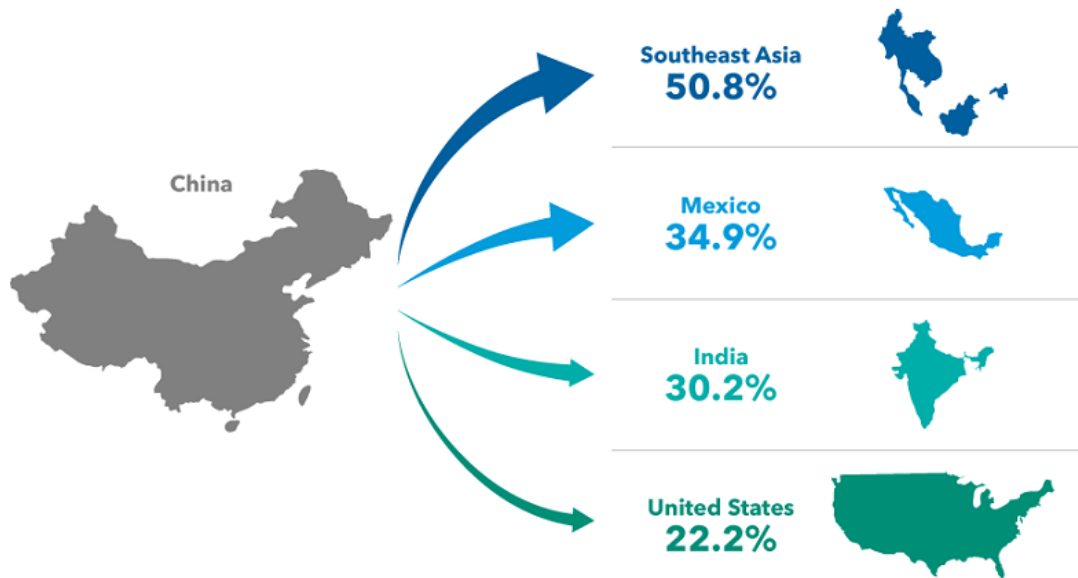 China
Southeast Asia
50.8%
Mexico
34.9%
India
30.2%
United States
22.2%